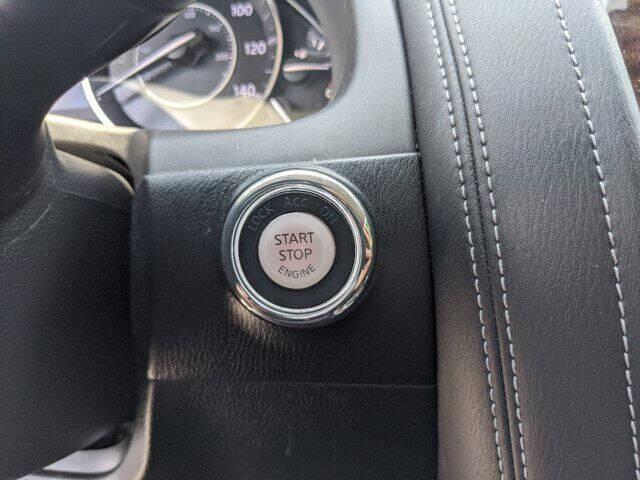 100
120
140
LOCK ACC ON
START
STOP
ENGINE